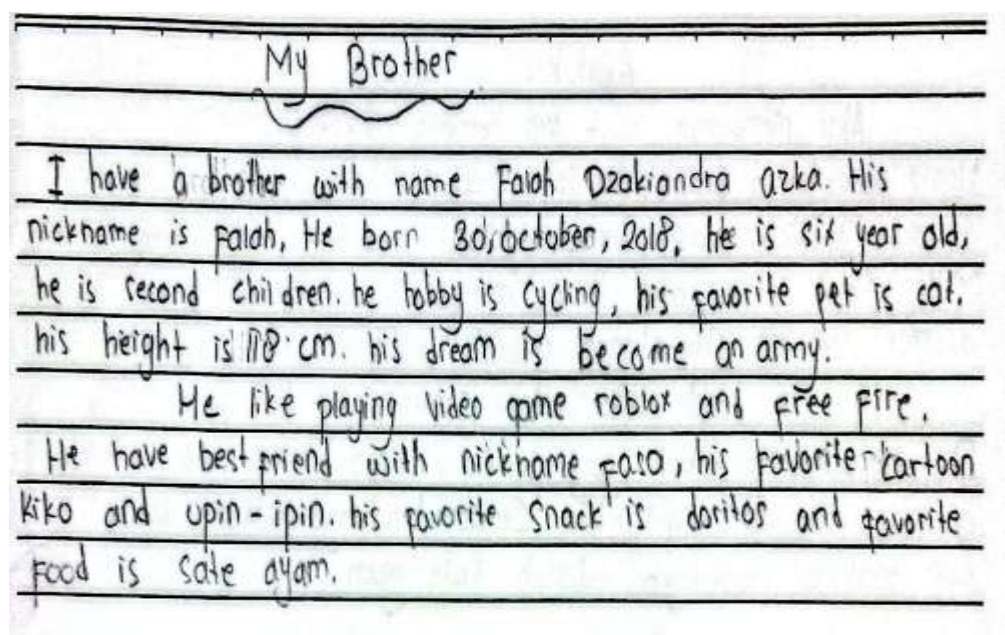 My Brother
I have a brother with name Falah Dzakiandra azka. His
nickname is Falah, He born 30, october, 2018, he is six year old,
he is second children. he hobby is cycling, his favorite pet is cat.
his height is 118 cm. his dream is become an army.
He like playing video game roblox and free fire.
He have best friend with nickname Faso, his favorite cartoon
kiko and upin-ipin. his favorite snack is doritos and favorite
food is sate ayam.